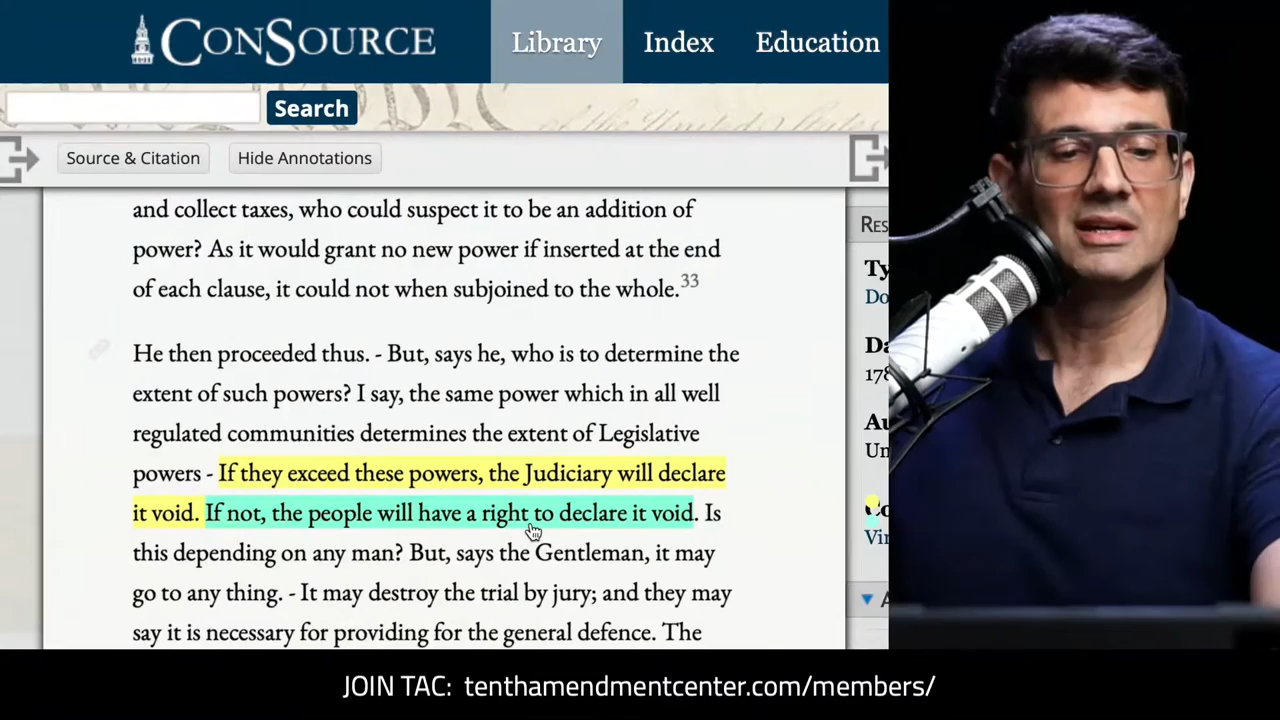 ConSource
Library
Index
Education
Search
Source & Citation
Hide Annotations
and collect taxes, who could suspect it to be an addition of
power? As it would grant no new power if inserted at the end
of each clause, it could not when subjoined to the whole.33
He then proceeded thus. - But, says he, who is to determine the
extent of such powers? I say, the same power which in all well
regulated communities determines the extent of Legislative
powers - If they exceed these powers, the Judiciary will declare
it void. If not, the people will have a right to declare it void. Is
this depending on any man? But, says the Gentleman, it may
go to any thing. - It may destroy the trial by jury; and they may
say it is necessary for providing for the general defence. The
JOIN TAC: tenthamendmentcenter.com/members/